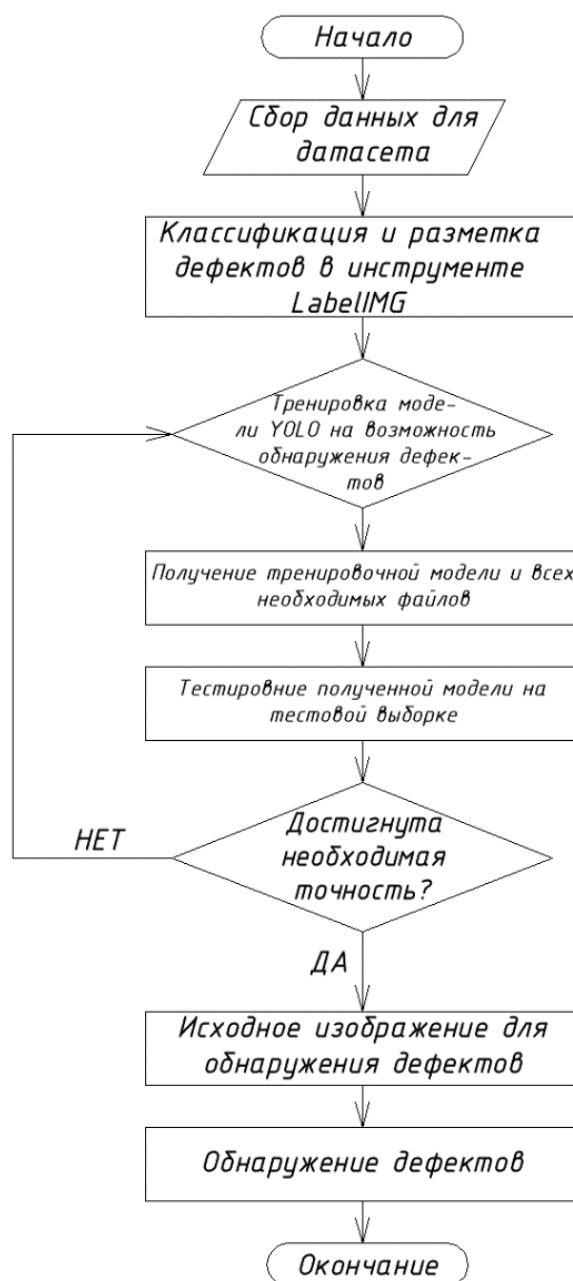 Начало
Сбор данных для
датасета
Классификация и разметка
дефектов в инструменте
LabelIMG
Тренировка моде-
ли YOLO на возможность
обнаружения дефек-
тов
Получение тренировочной модели и всех
необходимых файлов
Тестировние полученной модели на
тестовой выборке
Достигнута
необходимая
точность?
НЕТ
ДА
Исходное изображение для
обнаружения дефектов
Обнаружение дефектов
Окончание